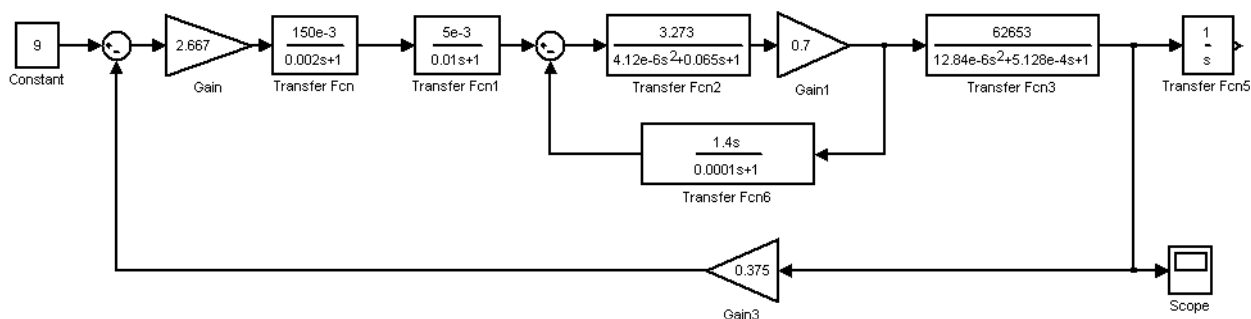 9
Constant
2.667
Gain
150e-3
0.002s+1
Transfer Fcn
5e-3
0.01s+1
Transfer Fcn1
3.273
4.12e-6s²+0.065s+1
Transfer Fcn2
0.7
Gain1
62653
12.84e-6s²+5.128e-4s+1
Transfer Fcn3
1
s
Transfer Fcn5
1.4s
0.0001s+1
Transfer Fcn6
0.375
Gain3
Scope